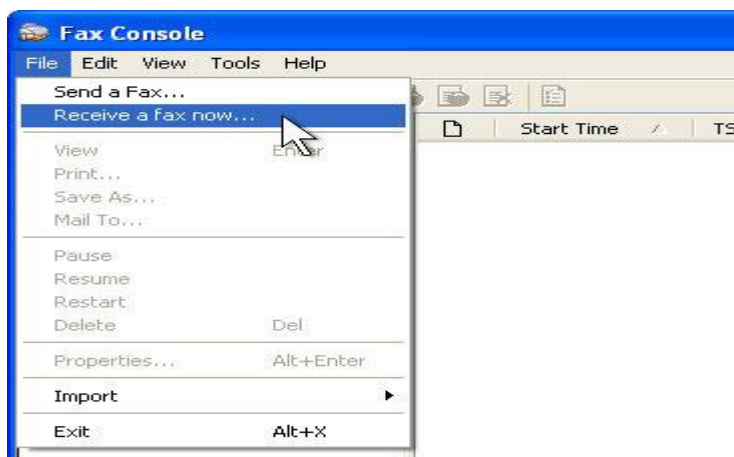 Fax Console
File Edit View Tools Help
Send a Fax...
Receive a fax now...
Start Time
View Enter
Print...
Save As...
Mail To...
Pause
Resume
Restart
Delete Del
Properties... Alt+Enter
Import
Exit Alt+X